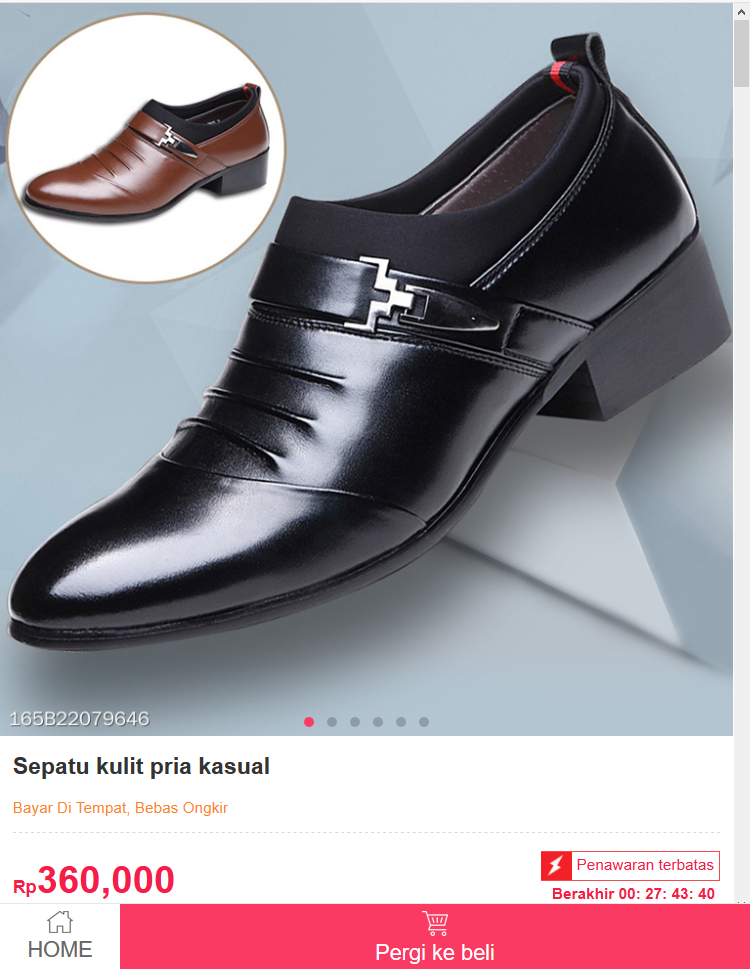 165B22079646
Sepatu kulit pria kasual
Bayar Di Tempat, Bebas Ongkir
Rp360,000
Penawaran terbatas
Berakhir 00: 27: 43: 40
HOME
Pergi ke beli